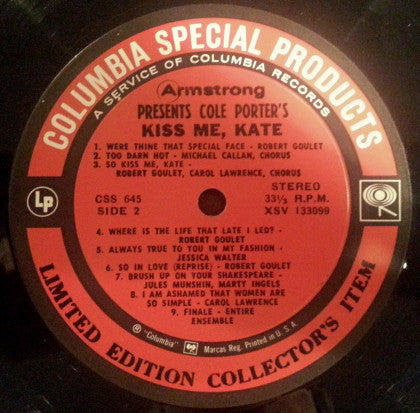 COLUMBIA SPECIAL PRODUCTS
A SERVICE OF COLUMBIA RECORDS
Armstrong
PRESENTS COLE PORTER'S
KISS ME, KATE
1. WERE THINE THAT SPECIAL FACE - ROBERT GOULET
2. TOO DARN HOT - MICHAEL CALLAN, CHORUS
3. SO KISS ME, KATE -
ROBERT GOULET, CAROL LAWRENCE, CHORUS
STEREO
CSS 645
33⅓ R.P.M.
SIDE 2
XSV 133099
Lp
4. WHERE IS THE LIFE THAT LATE I LED? -
ROBERT GOULET
5. ALWAYS TRUE TO YOU IN MY FASHION -
JESSICA WALTER
6. SO IN LOVE (REPRISE) - ROBERT GOULET
7. BRUSH UP ON YOUR SHAKESPEARE -
JULES MUNSHIN, MARTY INGELS
8. I AM ASHAMED THAT WOMEN ARE
SO SIMPLE - CAROL LAWRENCE
9. FINALE - ENTIRE
ENSEMBLE
® "Columbia" Marcas Reg. Printed in U.S.A.
LIMITED EDITION COLLECTOR'S ITEM